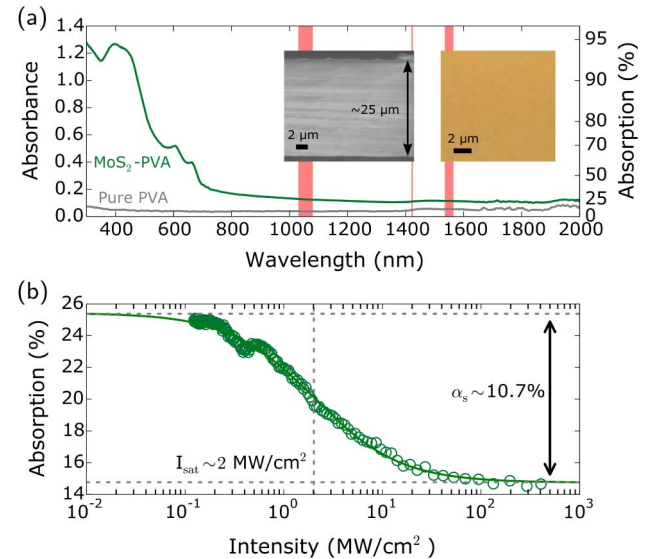 (a)
1.4
1.2
1.0
0.8
0.6
0.4
0.2
0.0
Absorbance
95
90
80
70
50
25
0
Absorption (%)
~25 μm
2 μm
2 μm
MoS₂-PVA
Pure PVA
400 600 800 1000 1200 1400 1600 1800 2000
Wavelength (nm)
(b)
26
24
22
20
18
16
14
Absorption (%)
αₛ~10.7%
Iₛₐₜ~2 MW/cm²
10⁻² 10⁻¹ 10⁰ 10¹ 10² 10³
Intensity (MW/cm²)